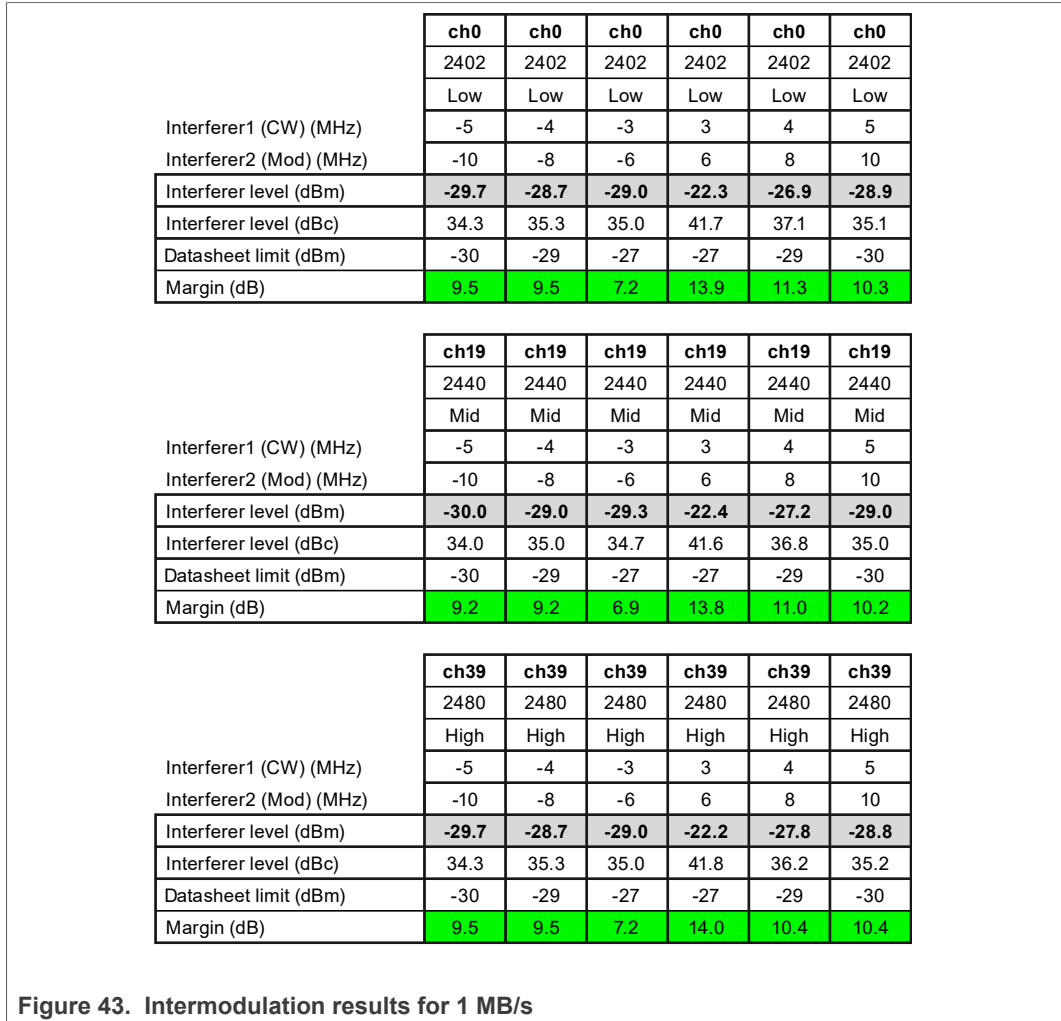 ch0 ch0 ch0 ch0 ch0 ch0
2402 2402 2402 2402 2402 2402
Low Low Low Low Low Low
Interferer1 (CW) (MHz) -5 -4 -3 3 4 5
Interferer2 (Mod) (MHz) -10 -8 -6 6 8 10
Interferer level (dBm) -29.7 -28.7 -29.0 -22.3 -26.9 -28.9
Interferer level (dBc) 34.3 35.3 35.0 41.7 37.1 35.1
Datasheet limit (dBm) -30 -29 -27 -27 -29 -30
Margin (dB) 9.5 9.5 7.2 13.9 11.3 10.3
ch19 ch19 ch19 ch19 ch19 ch19
2440 2440 2440 2440 2440 2440
Mid Mid Mid Mid Mid Mid
Interferer1 (CW) (MHz) -5 -4 -3 3 4 5
Interferer2 (Mod) (MHz) -10 -8 -6 6 8 10
Interferer level (dBm) -30.0 -29.0 -29.3 -22.4 -27.2 -29.0
Interferer level (dBc) 34.0 35.0 34.7 41.6 36.8 35.0
Datasheet limit (dBm) -30 -29 -27 -27 -29 -30
Margin (dB) 9.2 9.2 6.9 13.8 11.0 10.2
ch39 ch39 ch39 ch39 ch39 ch39
2480 2480 2480 2480 2480 2480
High High High High High High
Interferer1 (CW) (MHz) -5 -4 -3 3 4 5
Interferer2 (Mod) (MHz) -10 -8 -6 6 8 10
Interferer level (dBm) -29.7 -28.7 -29.0 -22.2 -27.8 -28.8
Interferer level (dBc) 34.3 35.3 35.0 41.8 36.2 35.2
Datasheet limit (dBm) -30 -29 -27 -27 -29 -30
Margin (dB) 9.5 9.5 7.2 14.0 10.4 10.4
Figure 43. Intermodulation results for 1 MB/s